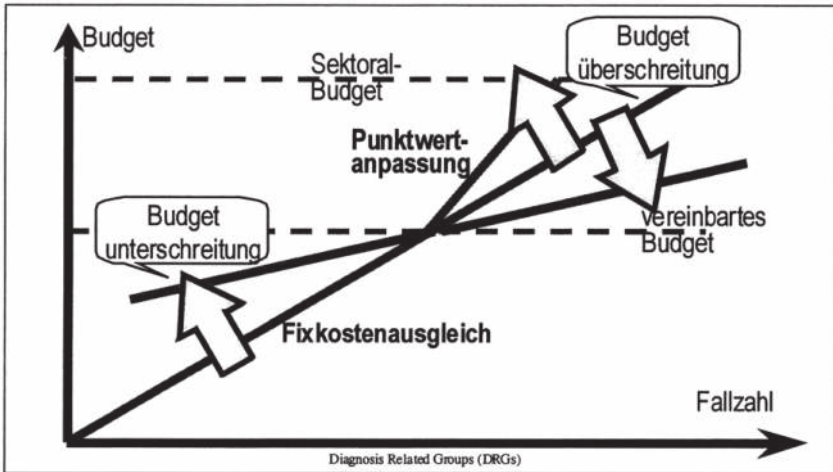 Budget
Sektoral-
Budget
Budget
überschreitung
Punktwert-
anpassung
Budget
unterschreitung
vereinbartes
Budget
Fixkostenausgleich
Fallzahl
Diagnosis Related Groups (DRGs)